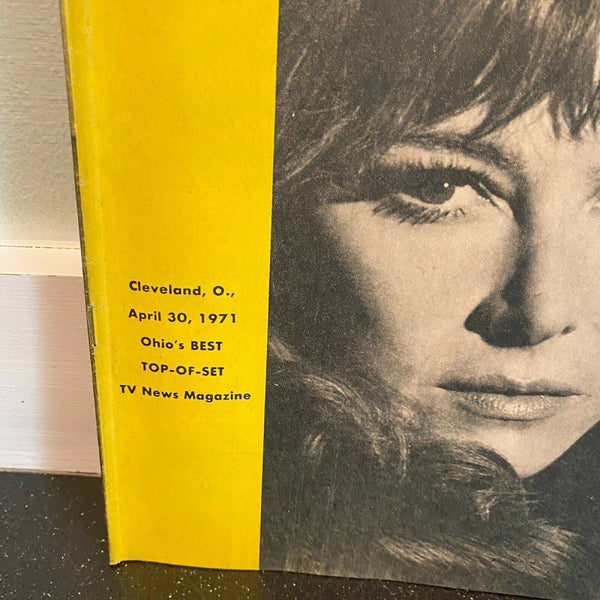 Cleveland, O.,
April 30, 1971
Ohio's BEST
TOP-OF-SET
TV News Magazine